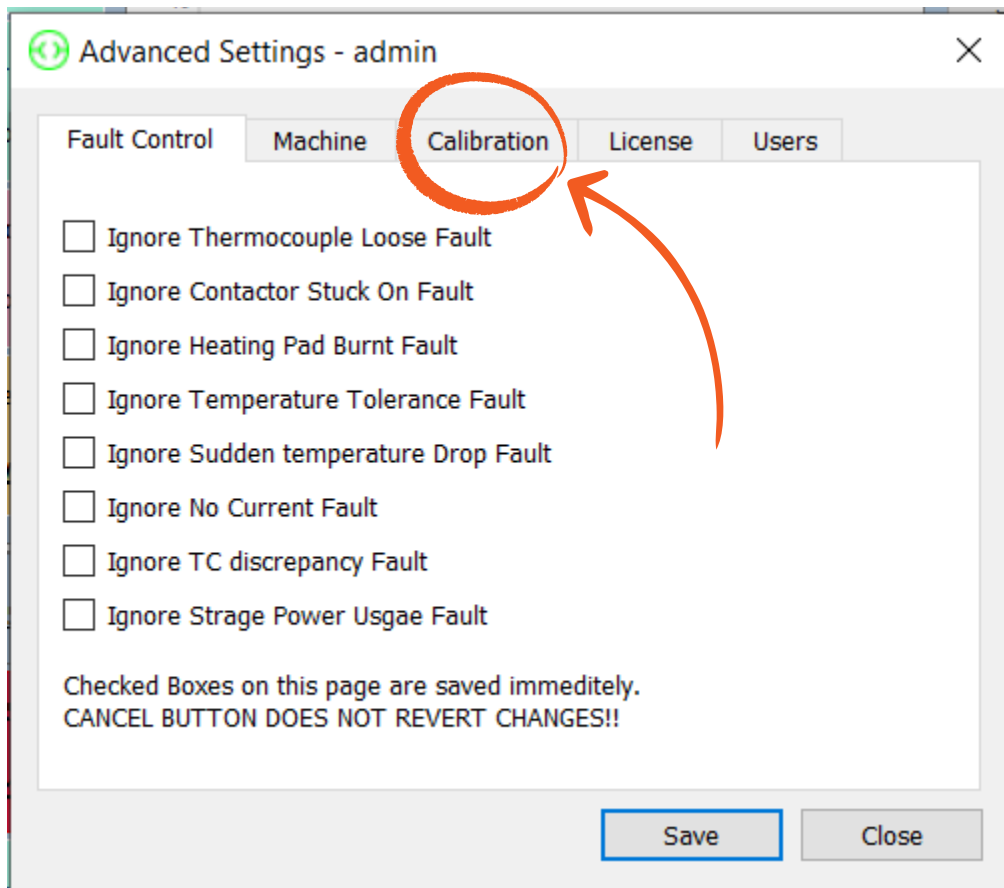 Advanced Settings - admin
Fault Control Machine Calibration License Users
Ignore Thermocouple Loose Fault
Ignore Contactor Stuck On Fault
Ignore Heating Pad Burnt Fault
Ignore Temperature Tolerance Fault
Ignore Sudden temperature Drop Fault
Ignore No Current Fault
Ignore TC discrepancy Fault
Ignore Strage Power Usgae Fault
Checked Boxes on this page are saved immeditely.
CANCEL BUTTON DOES NOT REVERT CHANGES!!
Save Close